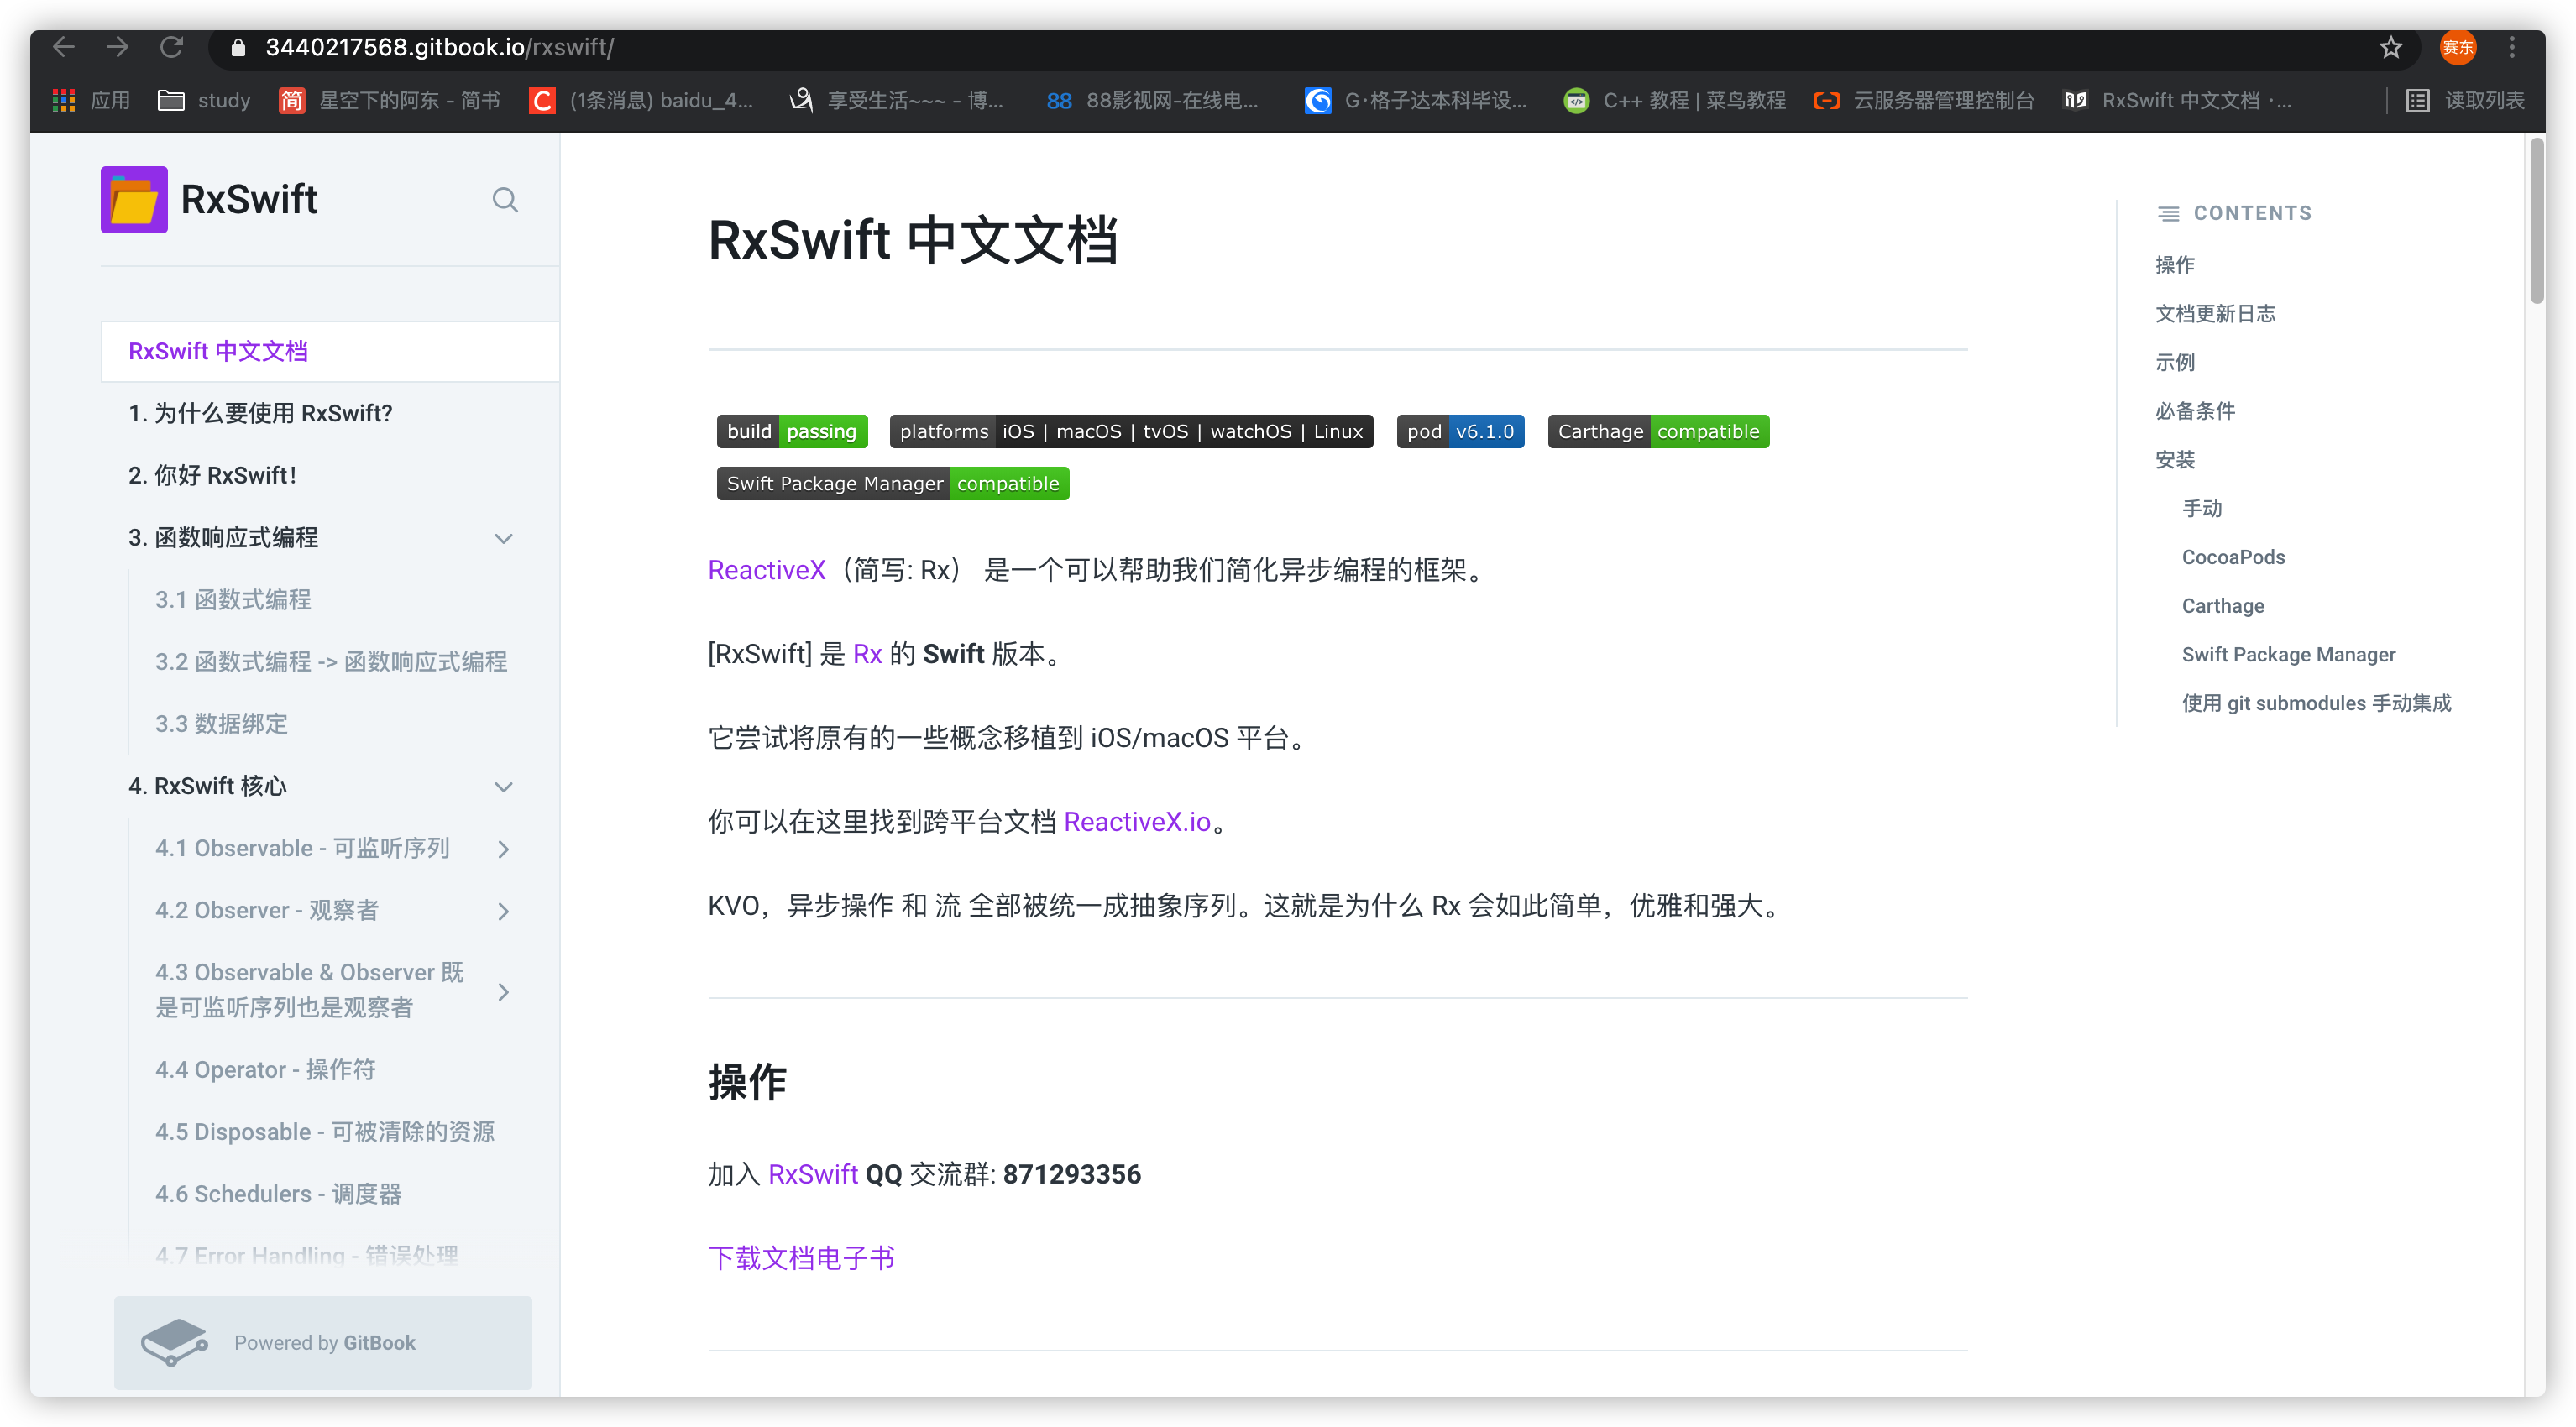 3440217568.gitbook.io/rxswift/
赛东
应用
study
简 星空下的阿东 - 简书
C (1条消息) baidu_4...
享受生活~~~ - 博...
88 88影视网-在线电...
G·格子达本科毕设...
C++ 教程 | 菜鸟教程
云服务器管理控制台
RxSwift 中文文档 ·...
读取列表
RxSwift
RxSwift 中文文档
1. 为什么要使用 RxSwift?
2. 你好 RxSwift!
3. 函数响应式编程
3.1 函数式编程
3.2 函数式编程 -> 函数响应式编程
3.3 数据绑定
4. RxSwift 核心
4.1 Observable - 可监听序列
4.2 Observer - 观察者
4.3 Observable & Observer 既
是可监听序列也是观察者
4.4 Operator - 操作符
4.5 Disposable - 可被清除的资源
4.6 Schedulers - 调度器
4.7 Error Handling - 错误处理
Powered by GitBook
RxSwift 中文文档
build passing
platforms iOS | macOS | tvOS | watchOS | Linux
pod v6.1.0
Carthage compatible
Swift Package Manager compatible
ReactiveX（简写: Rx） 是一个可以帮助我们简化异步编程的框架。
[RxSwift] 是 Rx 的 Swift 版本。
它尝试将原有的一些概念移植到 iOS/macOS 平台。
你可以在这里找到跨平台文档 ReactiveX.io。
KVO，异步操作 和 流 全部被统一成抽象序列。这就是为什么 Rx 会如此简单，优雅和强大。
操作
加入 RxSwift QQ 交流群: 871293356
下载文档电子书
CONTENTS
操作
文档更新日志
示例
必备条件
安装
手动
CocoaPods
Carthage
Swift Package Manager
使用 git submodules 手动集成